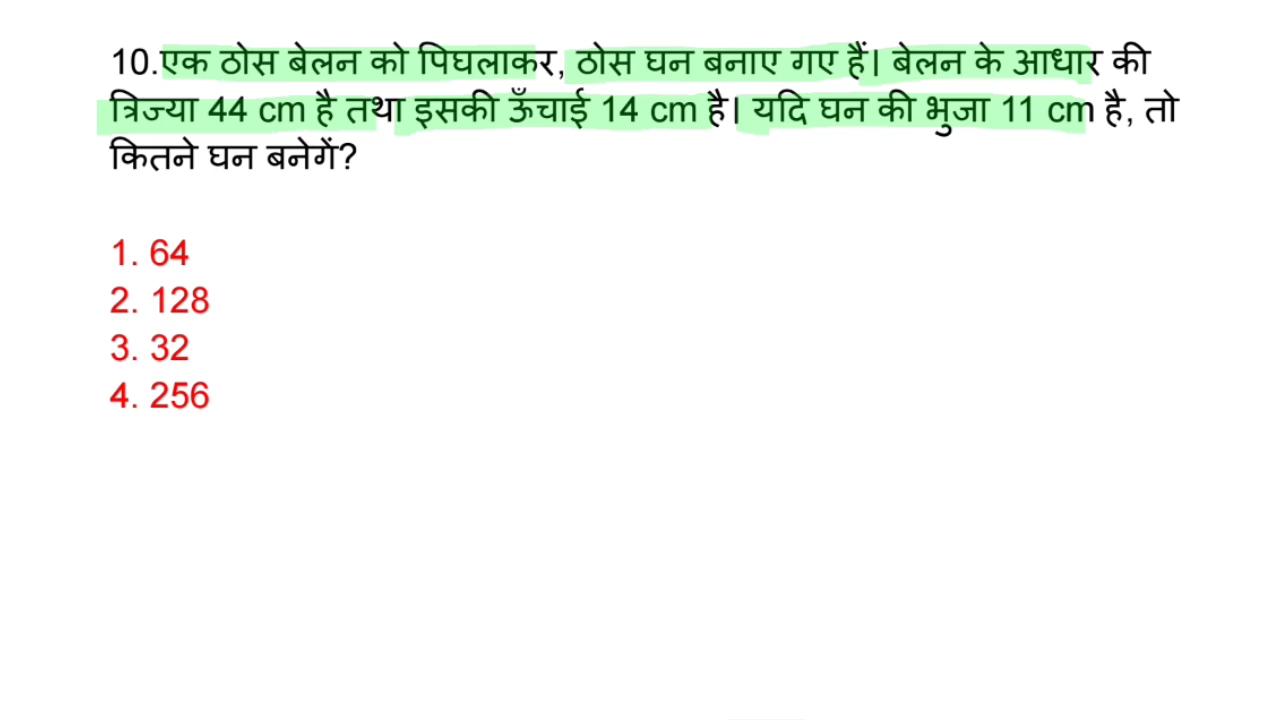 10.एक ठोस बेलन को पिघलाकर, ठोस घन बनाए गए हैं। बेलन के आधार की
त्रिज्या 44 cm है तथा इसकी ऊँचाई 14 cm है। यदि घन की भुजा 11 cm है, तो
कितने घन बनेगें?
1. 64
2. 128
3. 32
4. 256